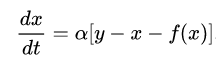 dx/dt = α[y − x − f(x)]